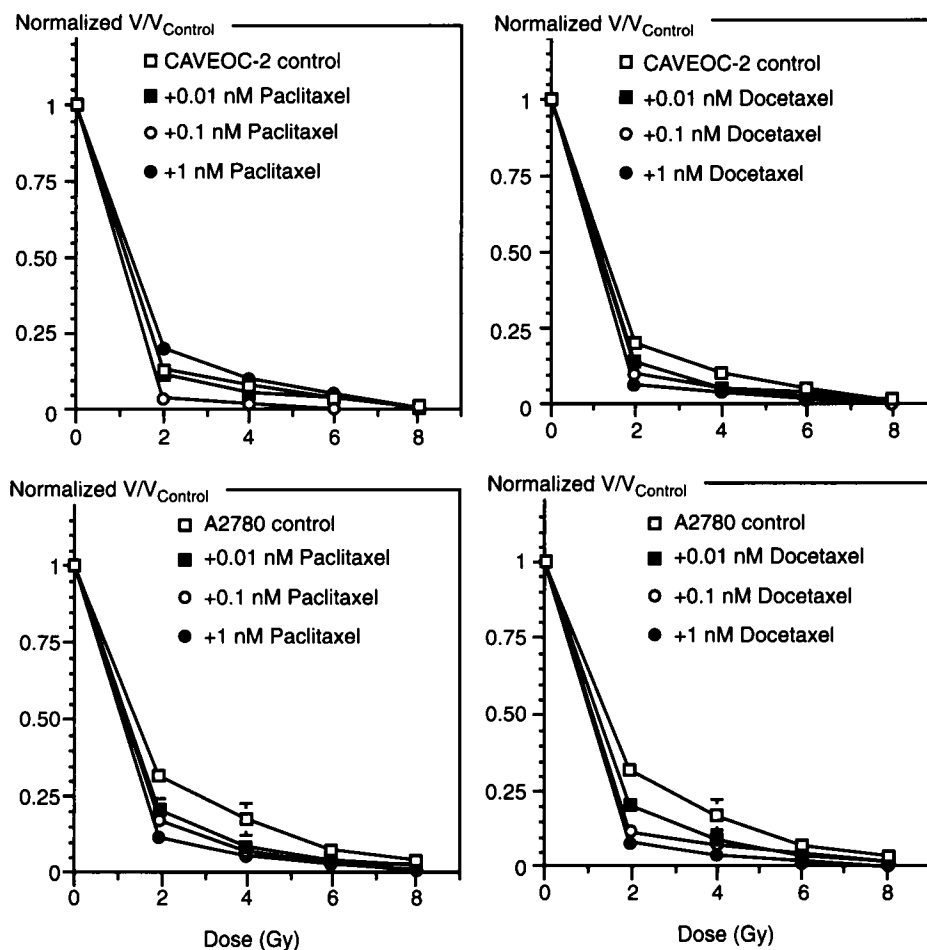 Normalized V/VControl
CAVEOC-2 control
+0.01 nM Paclitaxel
+0.1 nM Paclitaxel
+1 nM Paclitaxel
1
0.75
0.50
0.25
0
0 2 4 6 8
Normalized V/VControl
CAVEOC-2 control
+0.01 nM Docetaxel
+0.1 nM Docetaxel
+1 nM Docetaxel
1
0.75
0.50
0.25
0
0 2 4 6 8
Normalized V/VControl
A2780 control
+0.01 nM Paclitaxel
+0.1 nM Paclitaxel
+1 nM Paclitaxel
1
0.75
0.50
0.25
0
0 2 4 6 8
Dose (Gy)
Normalized V/VControl
A2780 control
+0.01 nM Docetaxel
+0.1 nM Docetaxel
+1 nM Docetaxel
1
0.75
0.50
0.25
0
0 2 4 6 8
Dose (Gy)